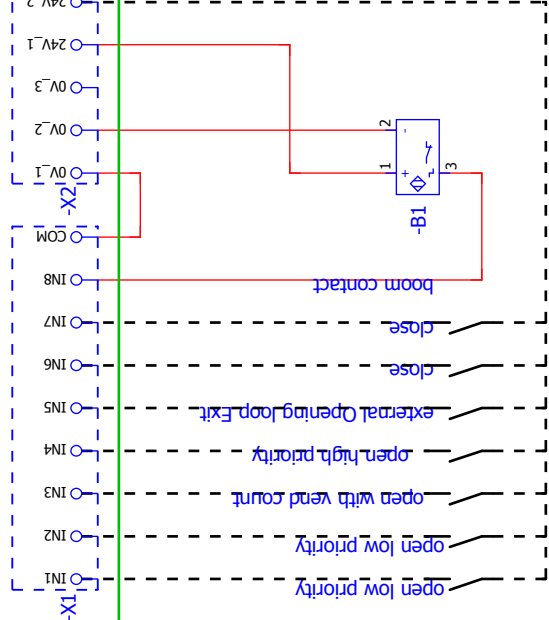 24V_2
24V_1
0V_3
0V_2
0V_1
-X2
2
-
1
+
3
-B1
COM
IN8
boom contact
IN7
close
IN6
close
IN5
external Opening loop Exit
IN4
open high priority
IN3
open with vend count
IN2
open low priority
IN1
open low priority
-X1